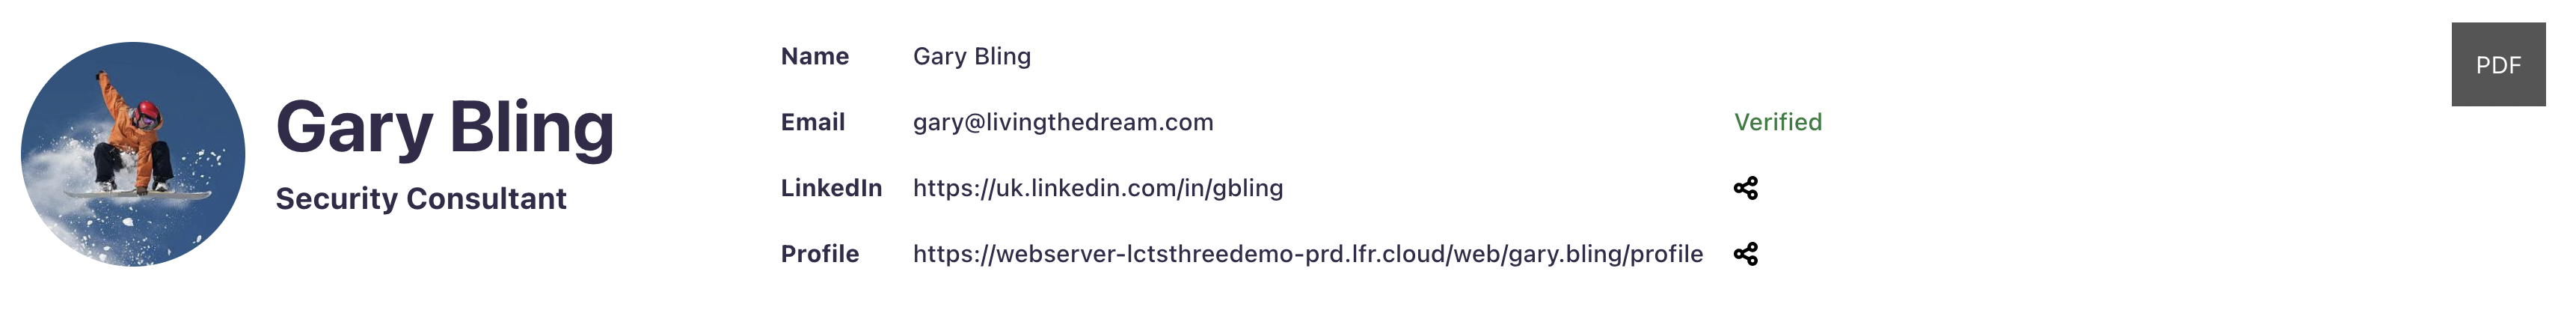 Gary Bling
Security Consultant
Name Gary Bling
Email gary@livingthedream.com Verified
LinkedIn https://uk.linkedin.com/in/gbling
Profile https://webserver-lctsthreedemo-prd.lfr.cloud/web/gary.bling/profile
PDF